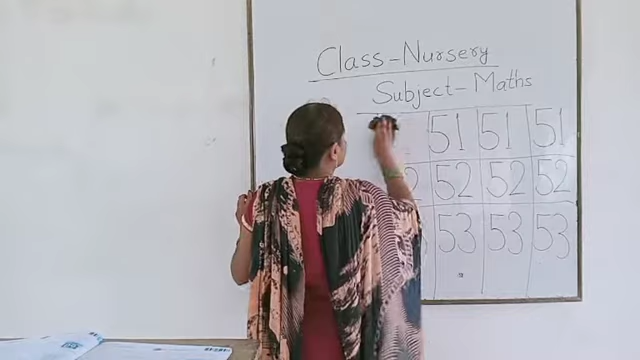 Class-Nursery
Subject-Maths
51 51 51
2 52 52 52
53 53 53